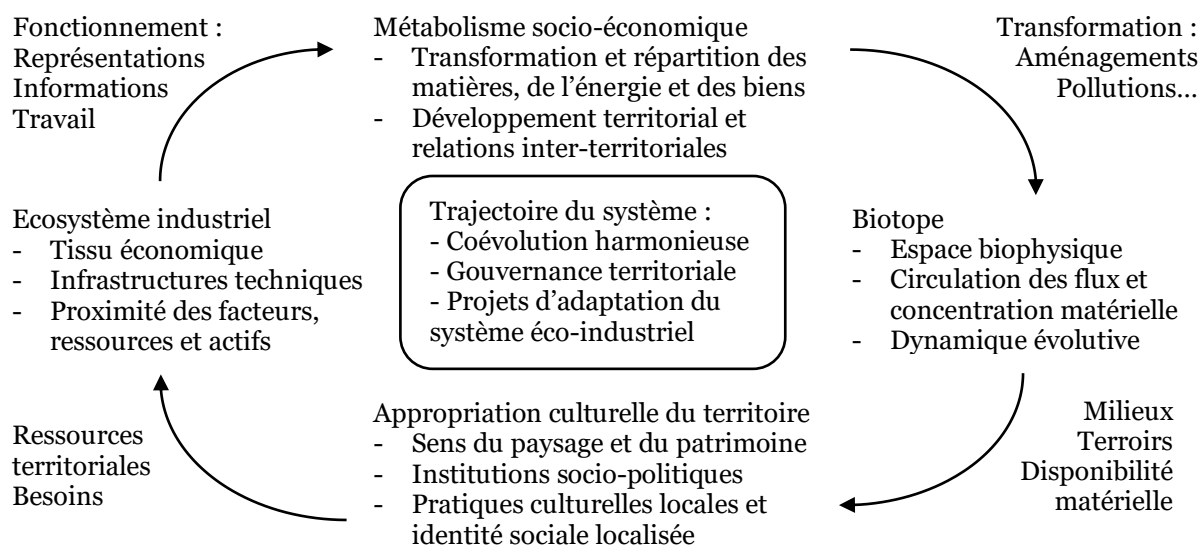 Fonctionnement :
Représentations
Informations
Travail
Métabolisme socio-économique
- Transformation et répartition des
matières, de l’énergie et des biens
- Développement territorial et
relations inter-territoriales
Transformation :
Aménagements
Pollutions…
Ecosystème industriel
- Tissu économique
- Infrastructures techniques
- Proximité des facteurs,
ressources et actifs
Trajectoire du système :
- Coévolution harmonieuse
- Gouvernance territoriale
- Projets d’adaptation du
système éco-industriel
Biotope
- Espace biophysique
- Circulation des flux et
concentration matérielle
- Dynamique évolutive
Ressources
territoriales
Besoins
Appropriation culturelle du territoire
- Sens du paysage et du patrimoine
- Institutions socio-politiques
- Pratiques culturelles locales et
identité sociale localisée
Milieux
Terroirs
Disponibilité
matérielle